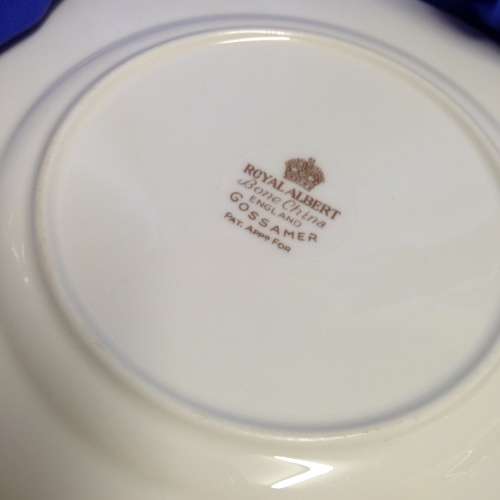 ROYAL ALBERT
Bone China
ENGLAND
GOSSAMER
PAT. APPD FOR